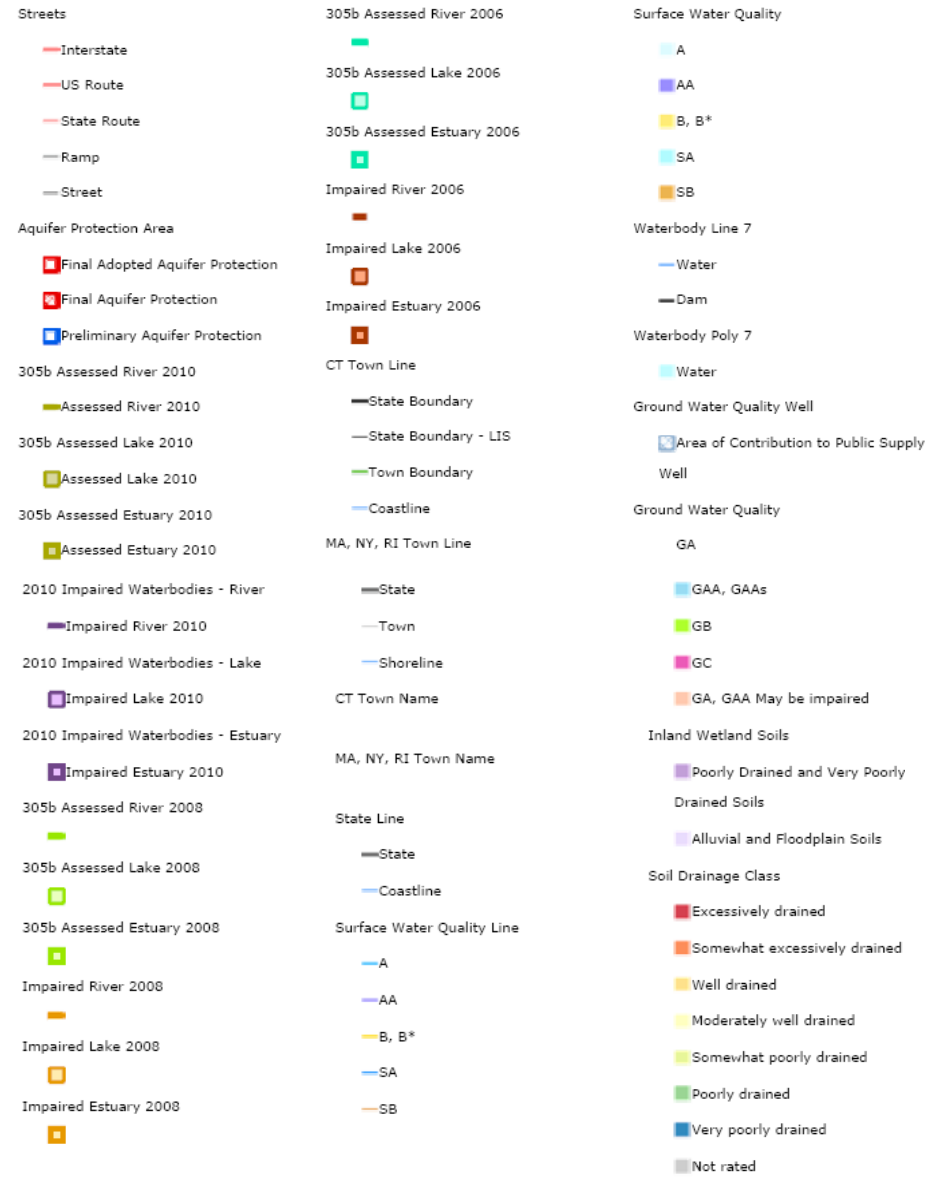 Streets
Interstate
US Route
State Route
Ramp
Street
Aquifer Protection Area
Final Adopted Aquifer Protection
Final Aquifer Protection
Preliminary Aquifer Protection
305b Assessed River 2010
Assessed River 2010
305b Assessed Lake 2010
Assessed Lake 2010
305b Assessed Estuary 2010
Assessed Estuary 2010
2010 Impaired Waterbodies - River
Impaired River 2010
2010 Impaired Waterbodies - Lake
Impaired Lake 2010
2010 Impaired Waterbodies - Estuary
Impaired Estuary 2010
305b Assessed River 2008
305b Assessed Lake 2008
305b Assessed Estuary 2008
Impaired River 2008
Impaired Lake 2008
Impaired Estuary 2008
305b Assessed River 2006
305b Assessed Lake 2006
305b Assessed Estuary 2006
Impaired River 2006
Impaired Lake 2006
Impaired Estuary 2006
CT Town Line
State Boundary
State Boundary - LIS
Town Boundary
Coastline
MA, NY, RI Town Line
State
Town
Shoreline
CT Town Name
MA, NY, RI Town Name
State Line
State
Coastline
Surface Water Quality Line
A
AA
B, B*
SA
SB
Surface Water Quality
A
AA
B, B*
SA
SB
Waterbody Line 7
Water
Dam
Waterbody Poly 7
Water
Ground Water Quality Well
Area of Contribution to Public Supply
Well
Ground Water Quality
GA
GAA, GAAs
GB
GC
GA, GAA May be impaired
Inland Wetland Soils
Poorly Drained and Very Poorly
Drained Soils
Alluvial and Floodplain Soils
Soil Drainage Class
Excessively drained
Somewhat excessively drained
Well drained
Moderately well drained
Somewhat poorly drained
Poorly drained
Very poorly drained
Not rated